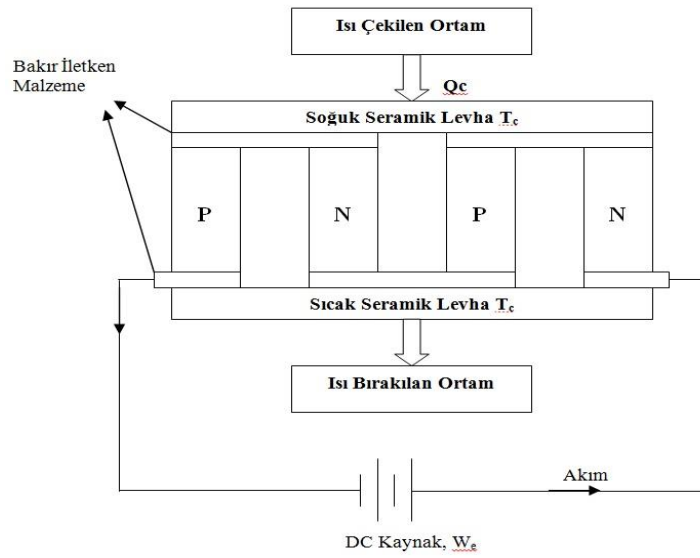 Isı Çekilen Ortam
Bakır İletken
Malzeme
Qc
Soğuk Seramik Levha Tc
P N P N
Sıcak Seramik Levha Tc
Isı Bırakılan Ortam
Akım
DC Kaynak, We